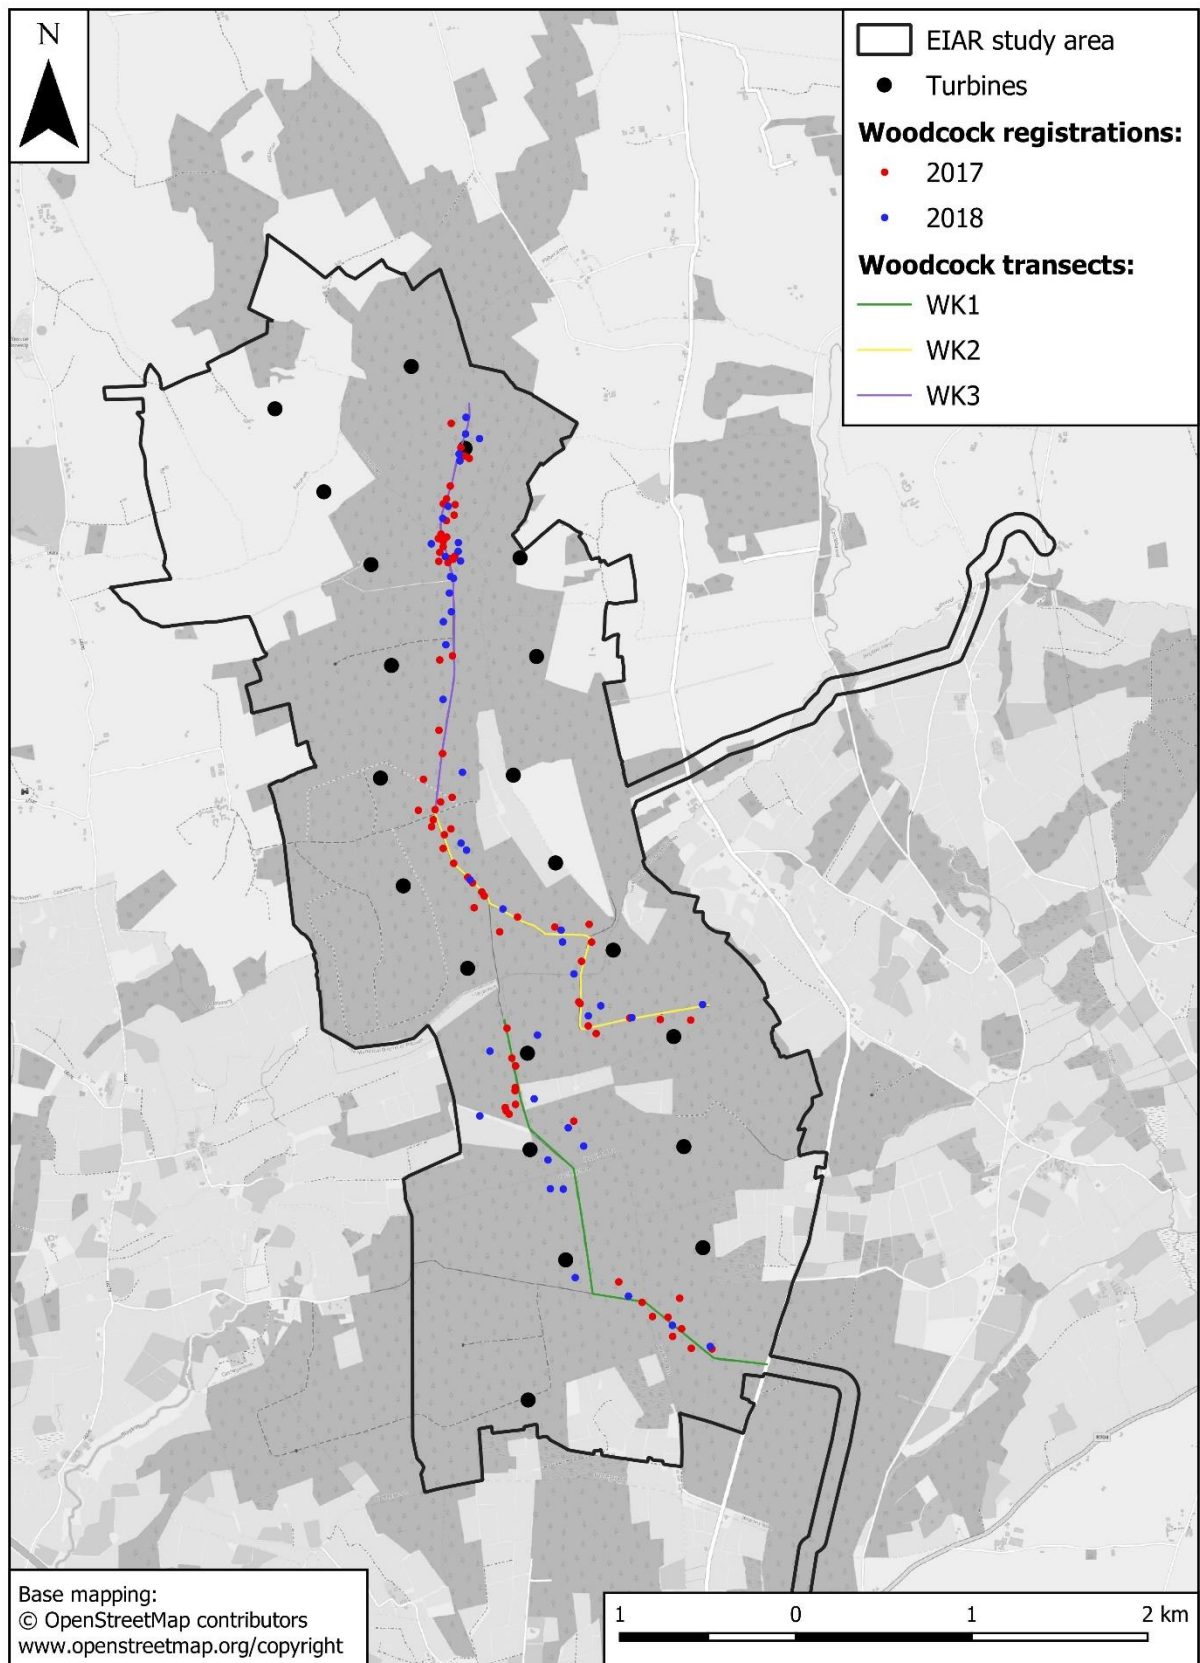 N
EIAR study area
Turbines
Woodcock registrations:
2017
2018
Woodcock transects:
WK1
WK2
WK3
Base mapping:
© OpenStreetMap contributors
www.openstreetmap.org/copyright
1 0 1 2 km